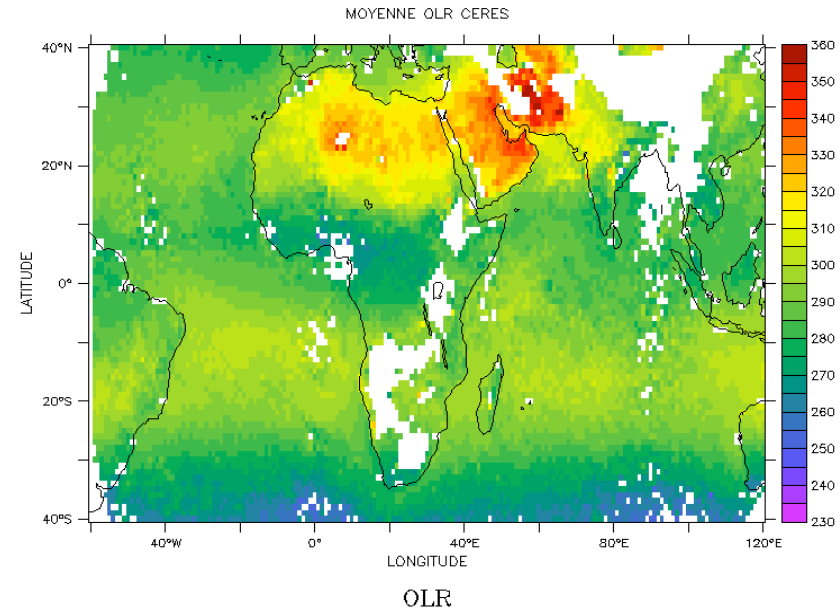 MOYENNE OLR CERES
40°N
20°N
0°
20°S
40°S
LATITUDE
40°W
0°
40°E
80°E
120°E
LONGITUDE
360
350
340
330
320
310
300
290
280
270
260
250
240
230
OLR